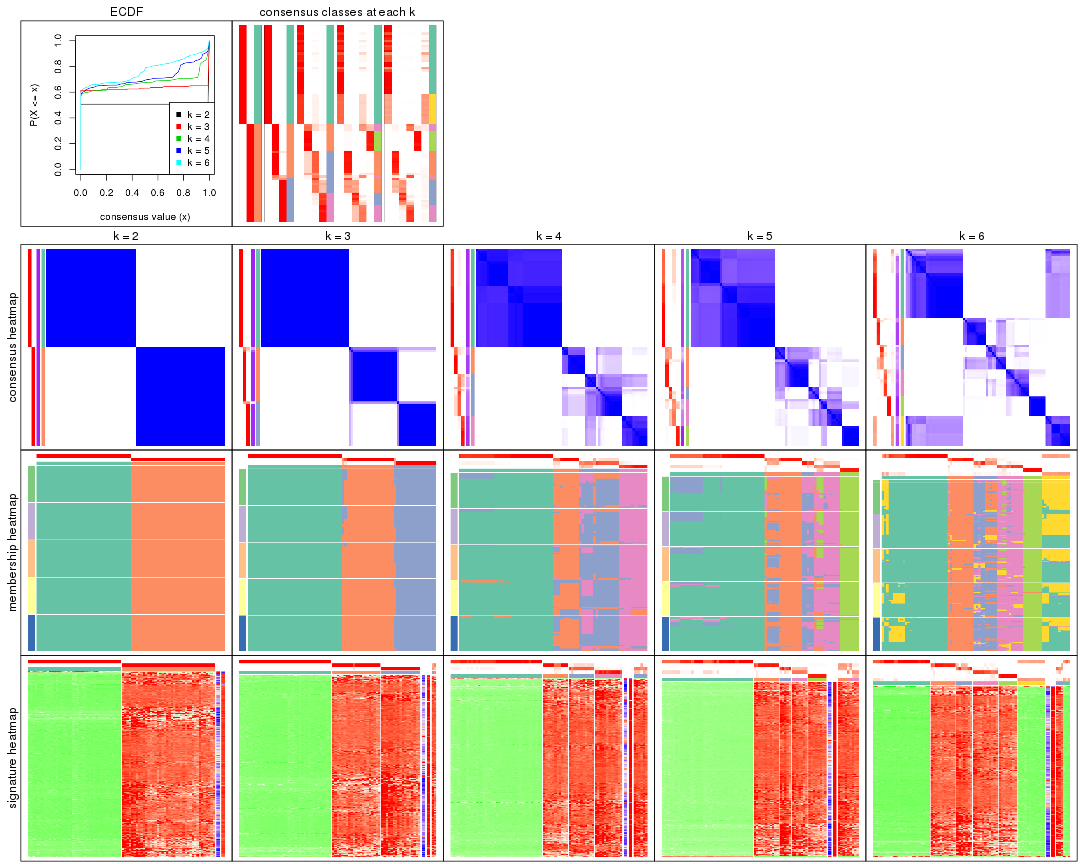 ECDF
consensus classes at each k
P(X <= x)
0.0 0.2 0.4 0.6 0.8 1.0
k = 2
k = 3
k = 4
k = 5
k = 6
0.0 0.2 0.4 0.6 0.8 1.0
consensus value (x)
k = 2
k = 3
k = 4
k = 5
k = 6
consensus heatmap
membership heatmap
signature heatmap